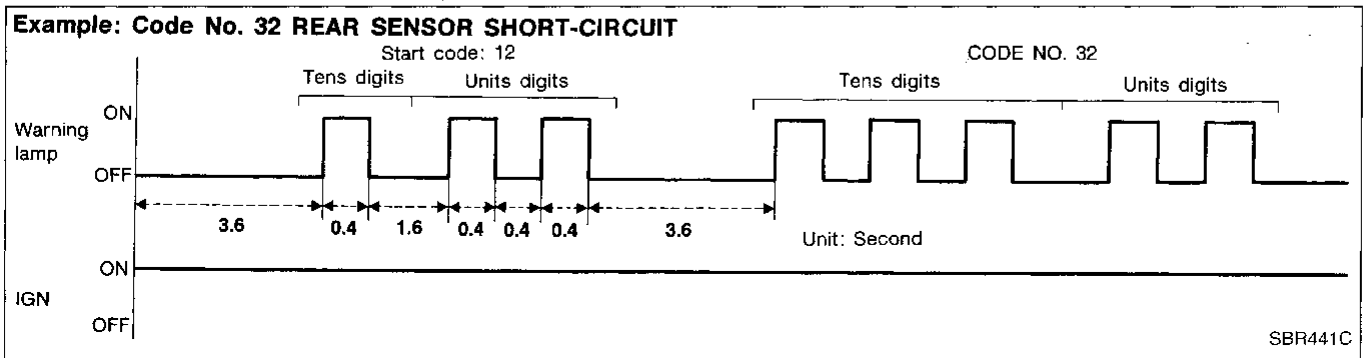 Example: Code No. 32 REAR SENSOR SHORT-CIRCUIT
Start code: 12
CODE NO. 32
Tens digits
Units digits
Tens digits
Units digits
ON
Warning
lamp
OFF
3.6
0.4
1.6
0.4
0.4
0.4
3.6
Unit: Second
ON
IGN
OFF
SBR441C